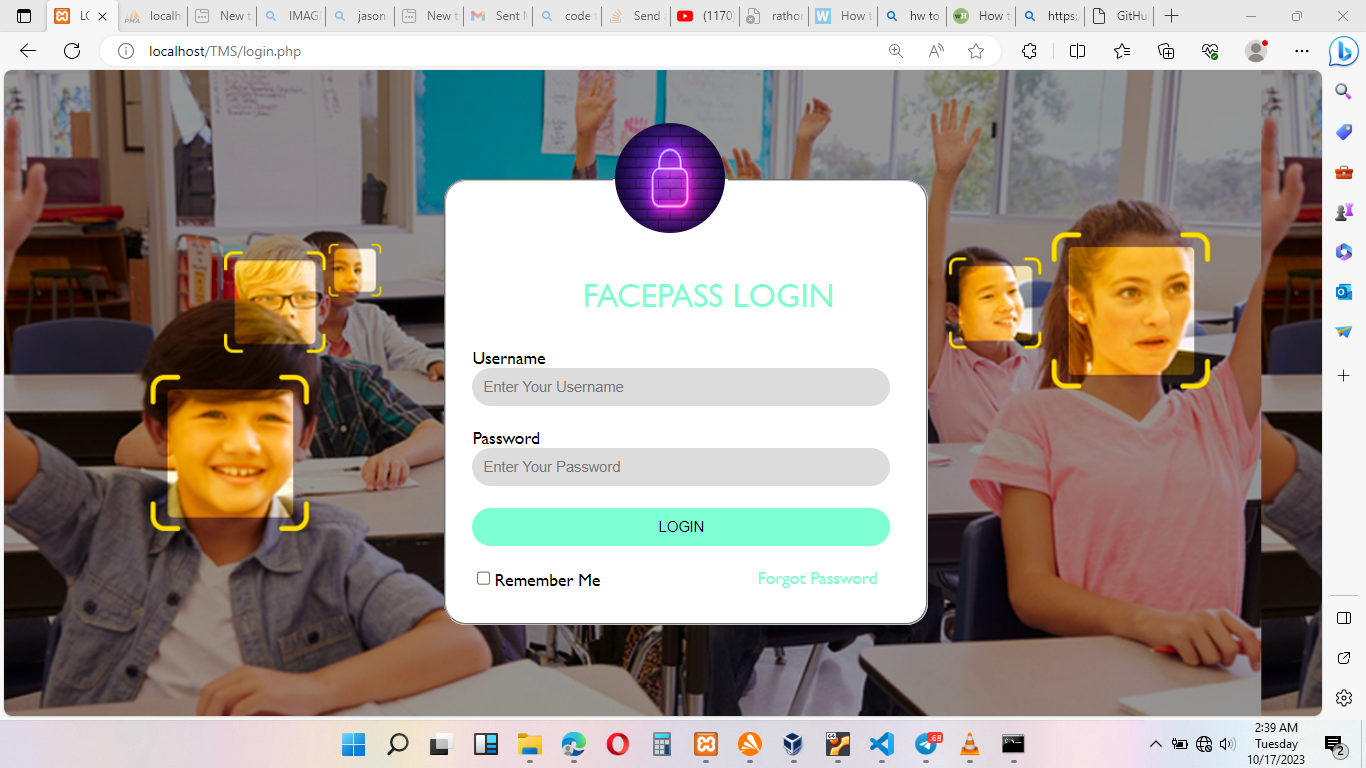 LO
localh
New t
IMAG
jason
New t
Sent M
code t
Send a
(1170)
rathor
How t
hw to
How t
https:/
GitHu
localhost/TMS/login.php
FACEPASS LOGIN
Username
Enter Your Username
Password
Enter Your Password
LOGIN
Remember Me
Forgot Password
.68
2:39 AM
Tuesday
10/17/2023
2